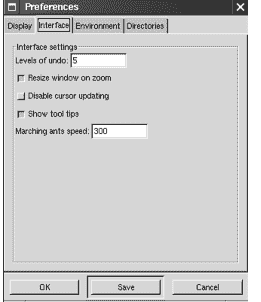 Preferences
Display Interface Environment Directories
Interface settings
Levels of undo: 5
Resize window on zoom
Disable cursor updating
Show tool tips
Marching ants speed: 300
OK Save Cancel